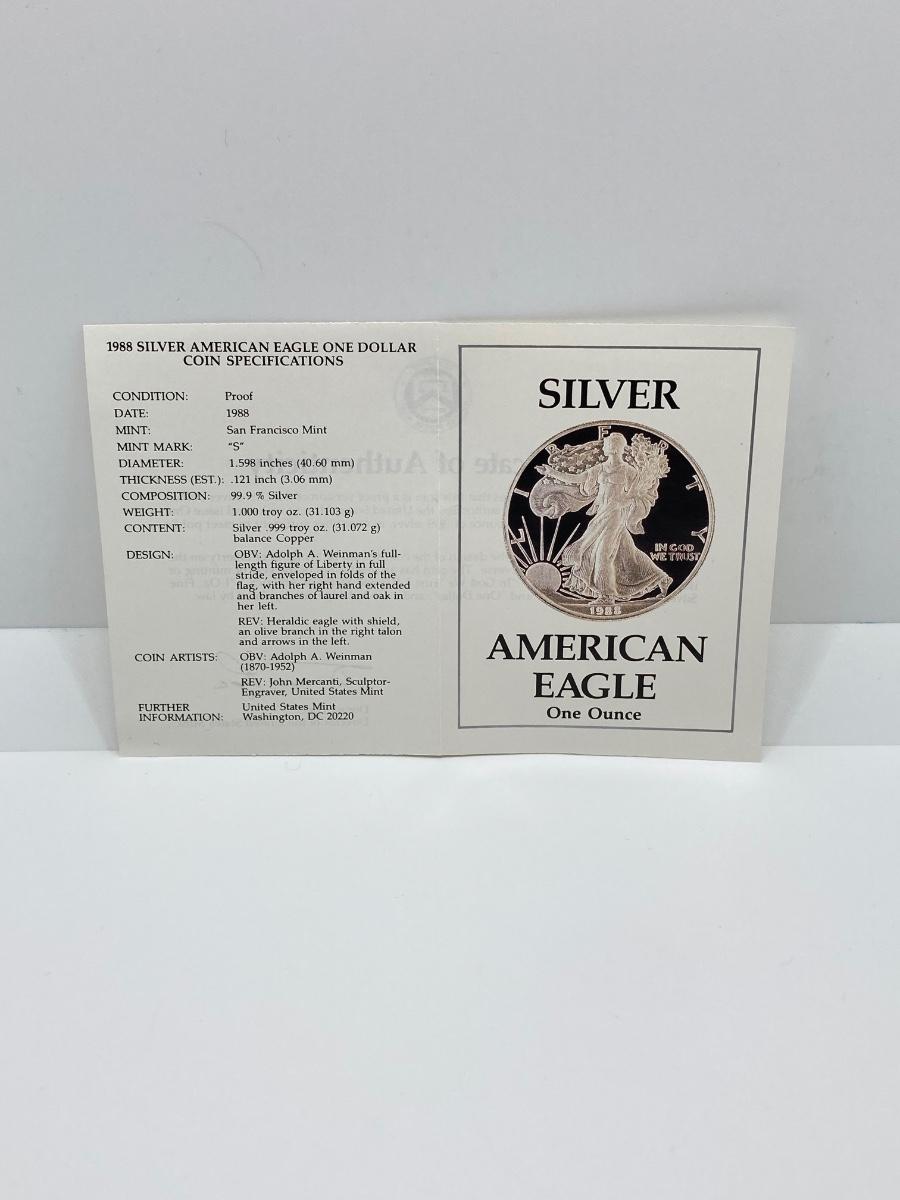 1988 SILVER AMERICAN EAGLE ONE DOLLAR
COIN SPECIFICATIONS
CONDITION: Proof
DATE: 1988
MINT: San Francisco Mint
MINT MARK: "S"
DIAMETER: 1.598 inches (40.60 mm)
THICKNESS (EST.): .121 inch (3.06 mm)
COMPOSITION: 99.9 % Silver
WEIGHT: 1.000 troy oz. (31.103 g)
CONTENT: Silver .999 troy oz. (31.072 g)
balance Copper
DESIGN: OBV: Adolph A. Weinman's full-
length figure of Liberty in full
stride, enveloped in folds of the
flag, with her right hand extended
and branches of laurel and oak in
her left.
REV: Heraldic eagle with shield,
an olive branch in the right talon
and arrows in the left.
COIN ARTISTS: OBV: Adolph A. Weinman
(1870-1952)
REV: John Mercanti, Sculptor-
Engraver, United States Mint
FURTHER United States Mint
INFORMATION: Washington, DC 20220
SILVER
LIBERTY
IN GOD
WE TRUST
1988
AMERICAN
EAGLE
One Ounce